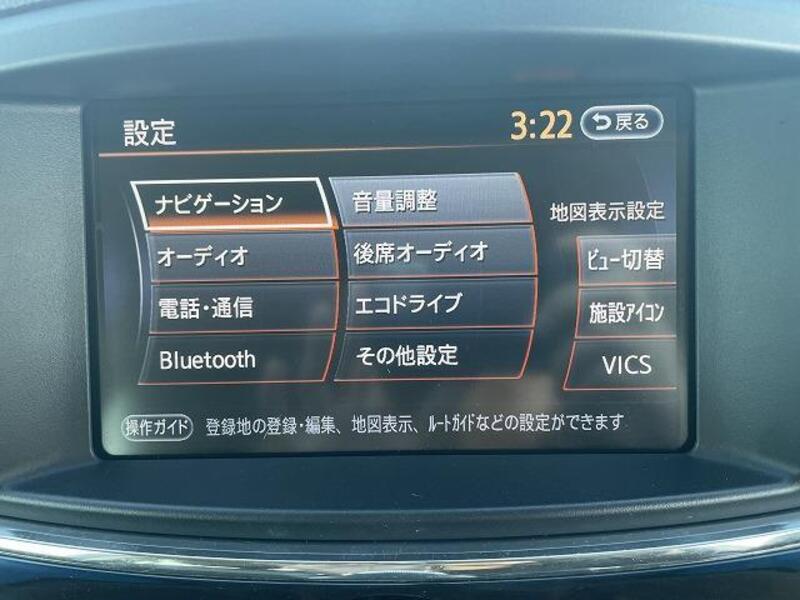 設定
3:22
戻る
ナビゲーション
音量調整
地図表示設定
オーディオ
後席オーディオ
ビュー切替
電話・通信
エコドライブ
施設アイコン
Bluetooth
その他設定
VICS
操作ガイド 登録地の登録・編集、地図表示、ルートガイドなどの設定ができます